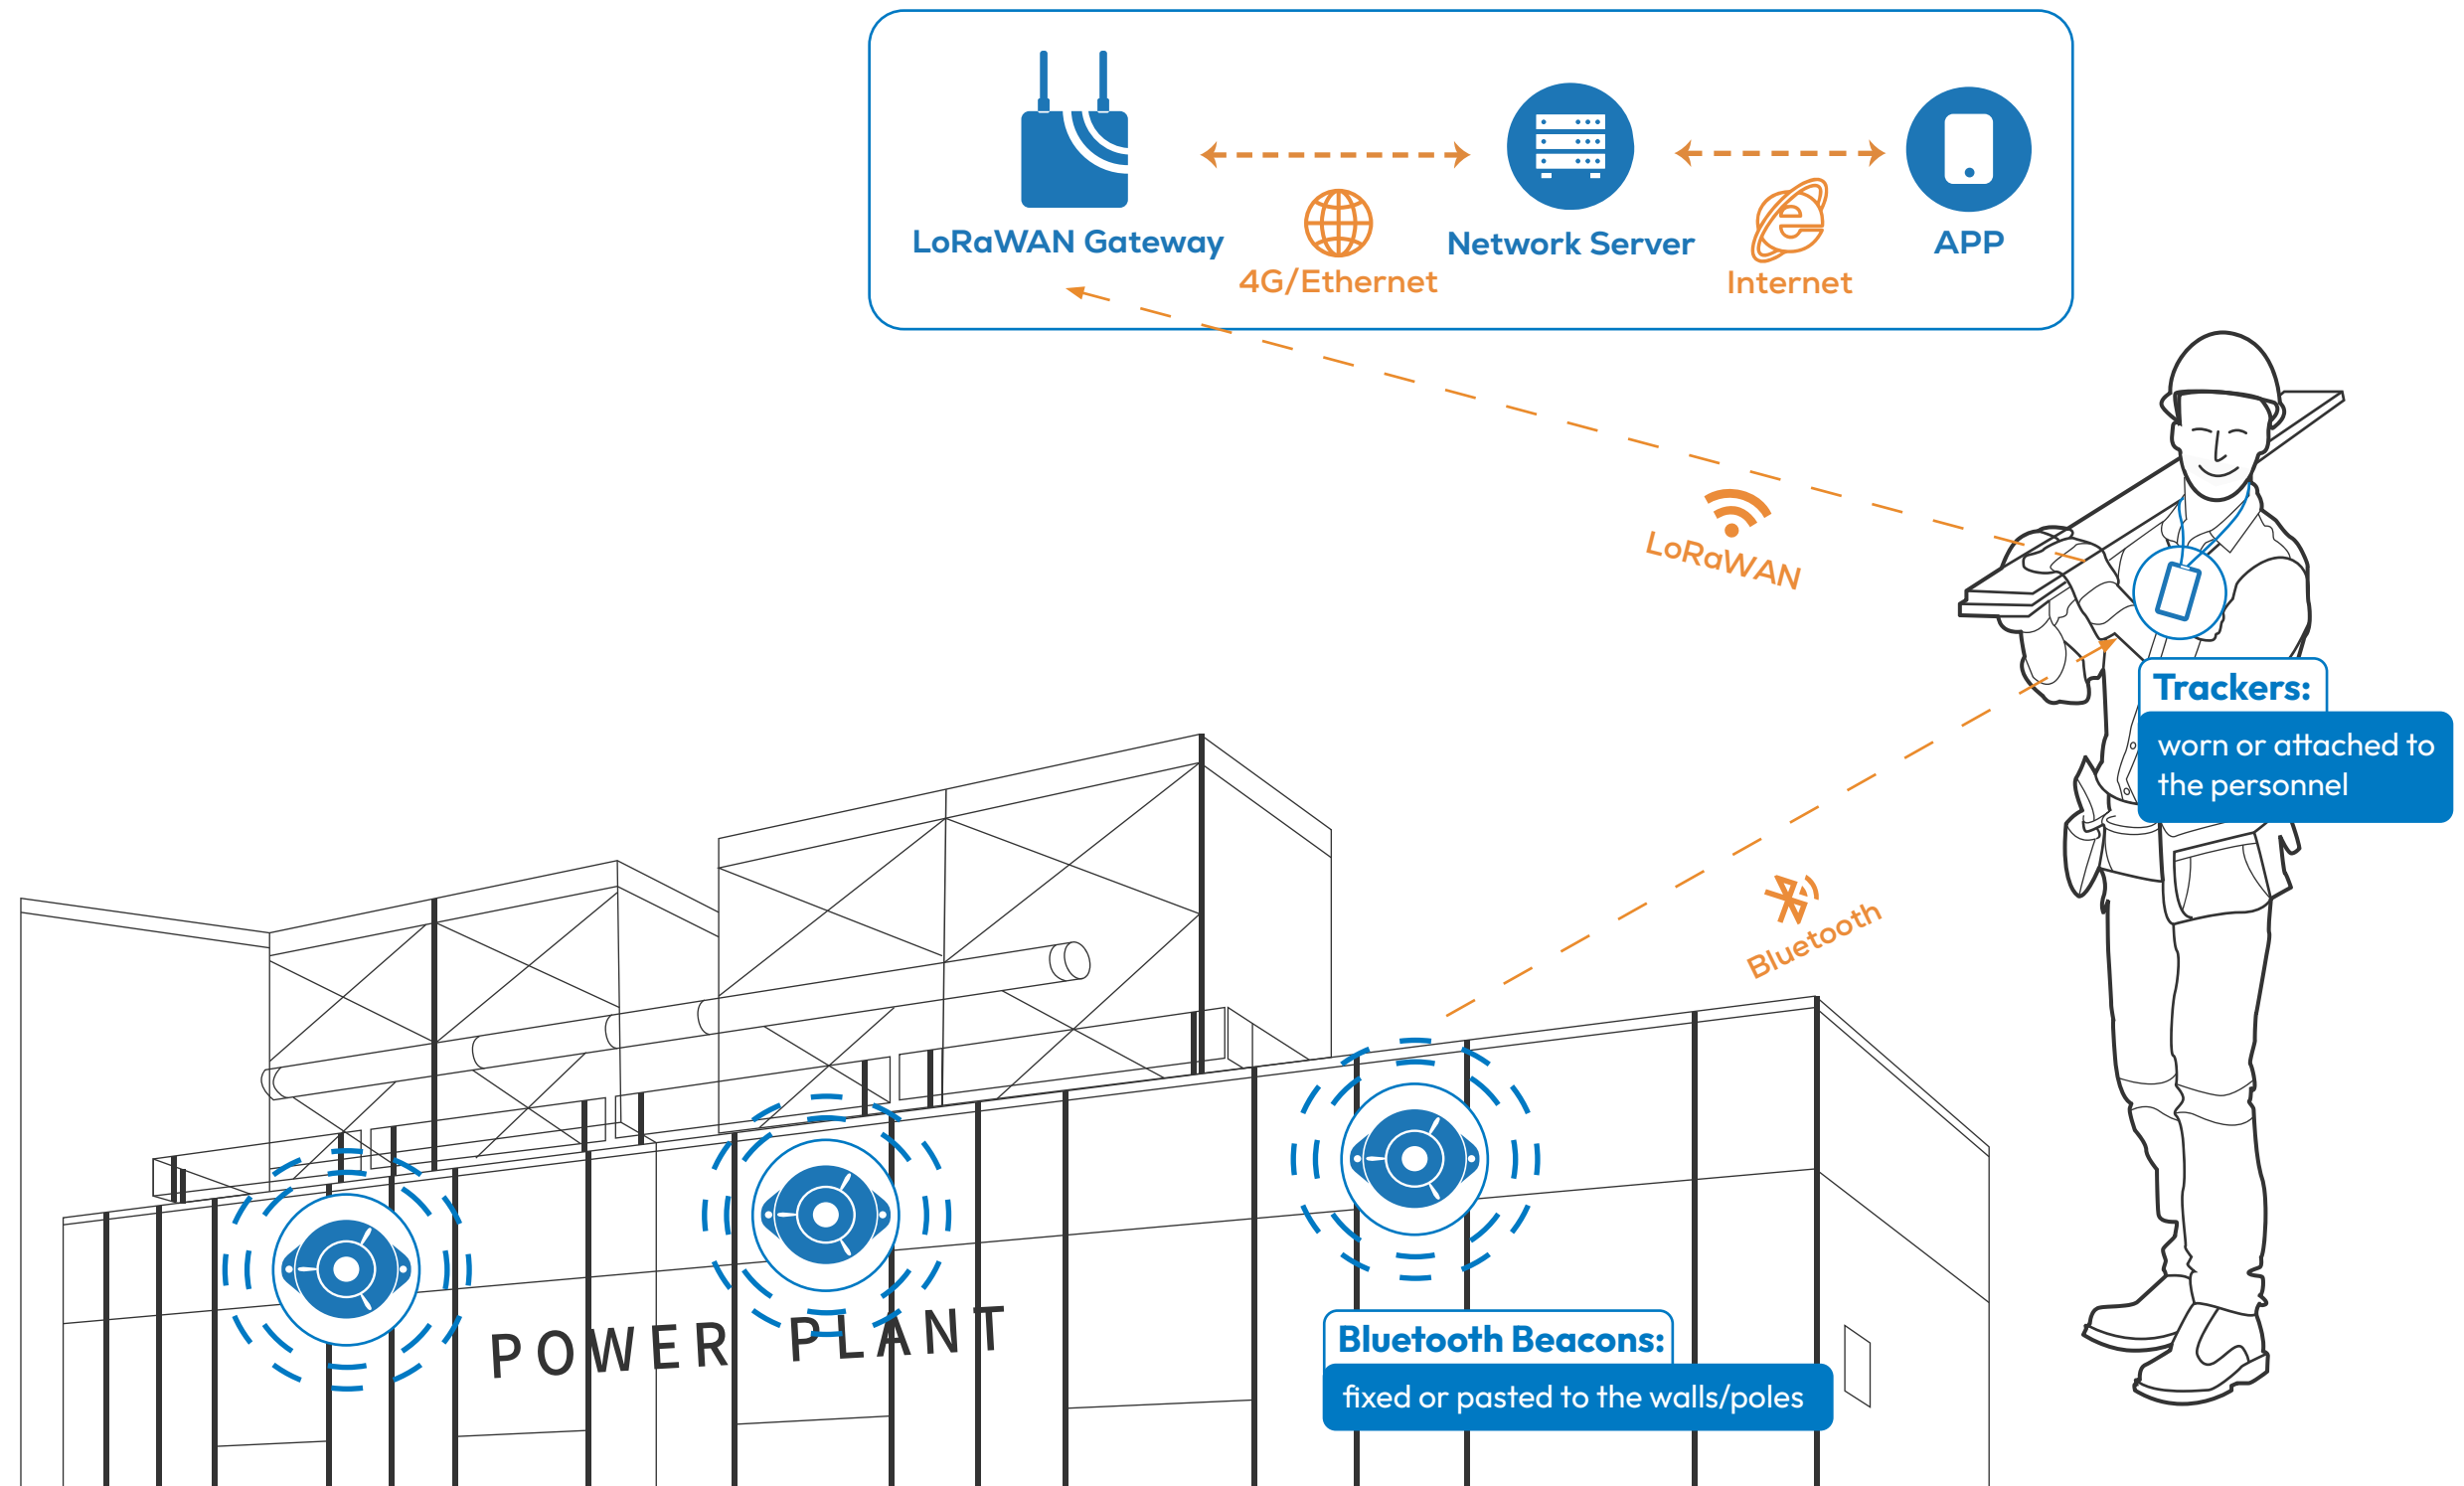 LoRaWAN Gateway
4G/Ethernet
Network Server
Internet
APP
LoRaWAN
Trackers:
worn or attached to
the personnel
Bluetooth
POWER PLANT
Bluetooth Beacons:
fixed or pasted to the walls/poles